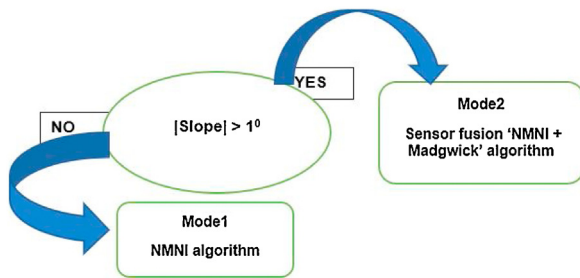 YES
NO
|Slope| > 1⁰
Mode2
Sensor fusion ‘NMNI +
Madgwick’ algorithm
Mode1
NMNI algorithm